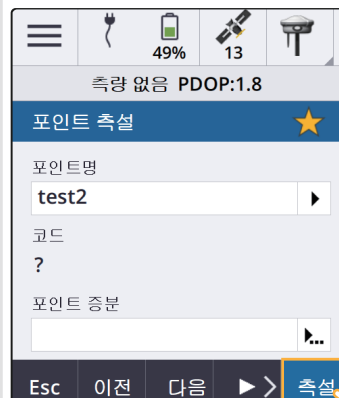 49%
13
측량 없음 PDOP:1.8
포인트 측설
포인트명
test2
코드
?
포인트 증분
...
Esc 이전 다음 측설